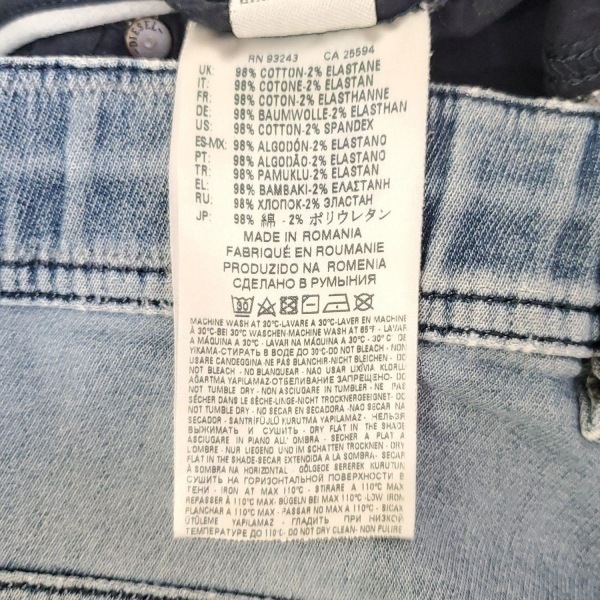 DIESEL
RN 93243 CA 25594
UK: 98% COTTON-2% ELASTANE
IT: 98% COTONE-2% ELASTAN
FR: 98% COTON-2% ELASTHANNE
DE: 98% BAUMWOLLE-2% ELASTHAN
US: 98% COTTON-2% SPANDEX
ES-MX: 98% ALGODÓN-2% ELASTANO
PT: 98% ALGODÃO-2% ELASTANO
TR: 98% PAMUKLU-2% ELASTAN
EL: 98% BAMBAKI-2% ΕΛΑΣΤΑΝΗ
RU: 98% ХЛОПОК-2% ЭЛАСТАН
JP: 98% 綿 -2% ポリウレタン
MADE IN ROMANIA
FABRIQUÉ EN ROUMANIE
PRODUZIDO NA ROMENIA
СДЕЛАНО В РУМЫНИЯ
30
MACHINE WASH AT 30°C-LAVARE A 30°C-LAVER EN MACHINE
À 30°C-BEI 30°C WASCHEN-MACHINE WASH AT 85°F - LAVAR
A MÁQUINA A 30°C - LAVAR NA MÁQUINA A 30°C - 30°C DE
YIKAMA-СТИРАТЬ В ВОДЕ ДО 30°C-DO NOT BLEACH - NON
USARE CANDEGGINA-NE PAS BLANCHIR-NICHT BLEICHEN - DO
NOT BLEACH - NO BLANQUEAR - NAO USAR LIXÍVIA KLORLU
AĞARTMA YAPILAMAZ-ОТБЕЛИВАНИЕ ЗАПРЕЩЕНО- DO
NOT TUMBLE DRY - NON ASCIUGARE IN TUMBLER - NE PAS
SÉCHER DANS LE SÈCHE-LINGE-NICHT TROCKNERGEEIGNET - DO
NOT TUMBLE DRY - NO SECAR EN SECADORA -NAO SECAR NA
SECADOR - SANTRİFÜJLÜ KURUTMA YAPILAMAZ - НЕЛЬЗЯ
ВЫЖИМАТЬ И СУШИТЬ - DRY FLAT IN THE SHADE
ASCIUGARE IN PIANO ALL' OMBRA - SECHER A PLAT A
L'OMBRE - NUR LIEGEND UND IM SCHATTEN TROCKNEN - DRY
FLAT IN THE SHADE-SECAR EXTENDIDA A LA SOMBRA- SECAR
À SOMBRA NA HORIZONTAL GÖLGEDE SEREREK KURUTUN
СУШИТЬ НА ГОРИЗОНТАЛЬНОЙ ПОВЕРХНОСТИ В
ТЕНИ - IRON AT MAX 110°C - STIRARE A 110°C MAX
REPASSER À 110°C MAX-BÜGELN BEI MAX 110°C-LOW IRON
PLANCHAR A 110°C MAX -PASSAR NO MAX A 110°C - SICAK
ÜTÜLEME YAPILAMAZ - ГЛАДИТЬ ПРИ НИЗКОЙ
ТЕМПЕРАТУРЕ ДО 110°C- DO NOT DRY CLEAN - NON PULIRE